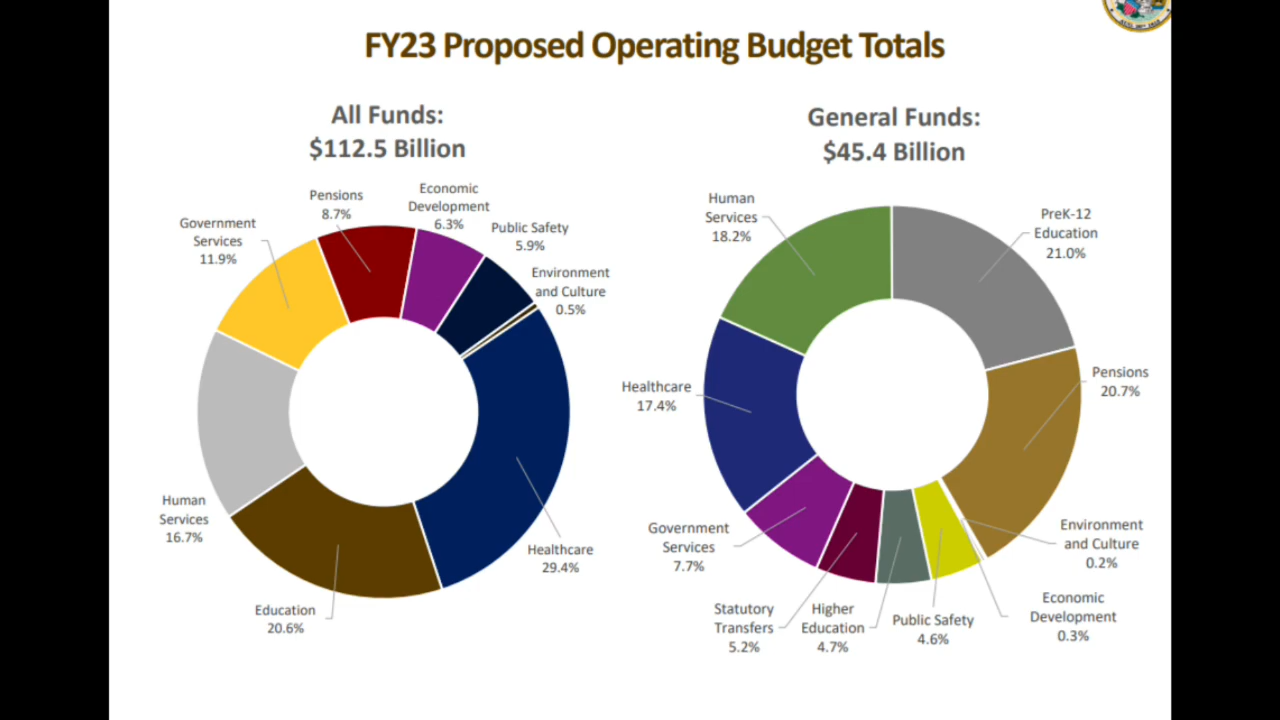 FY23 Proposed Operating Budget Totals
All Funds:
$112.5 Billion
Pensions
8.7%
Economic
Development
6.3%
Public Safety
5.9%
Environment
and Culture
0.5%
Government
Services
11.9%
Human
Services
16.7%
Education
20.6%
Healthcare
29.4%
General Funds:
$45.4 Billion
Human
Services
18.2%
PreK-12
Education
21.0%
Healthcare
17.4%
Pensions
20.7%
Government
Services
7.7%
Environment
and Culture
0.2%
Statutory
Transfers
5.2%
Higher
Education
4.7%
Public Safety
4.6%
Economic
Development
0.3%